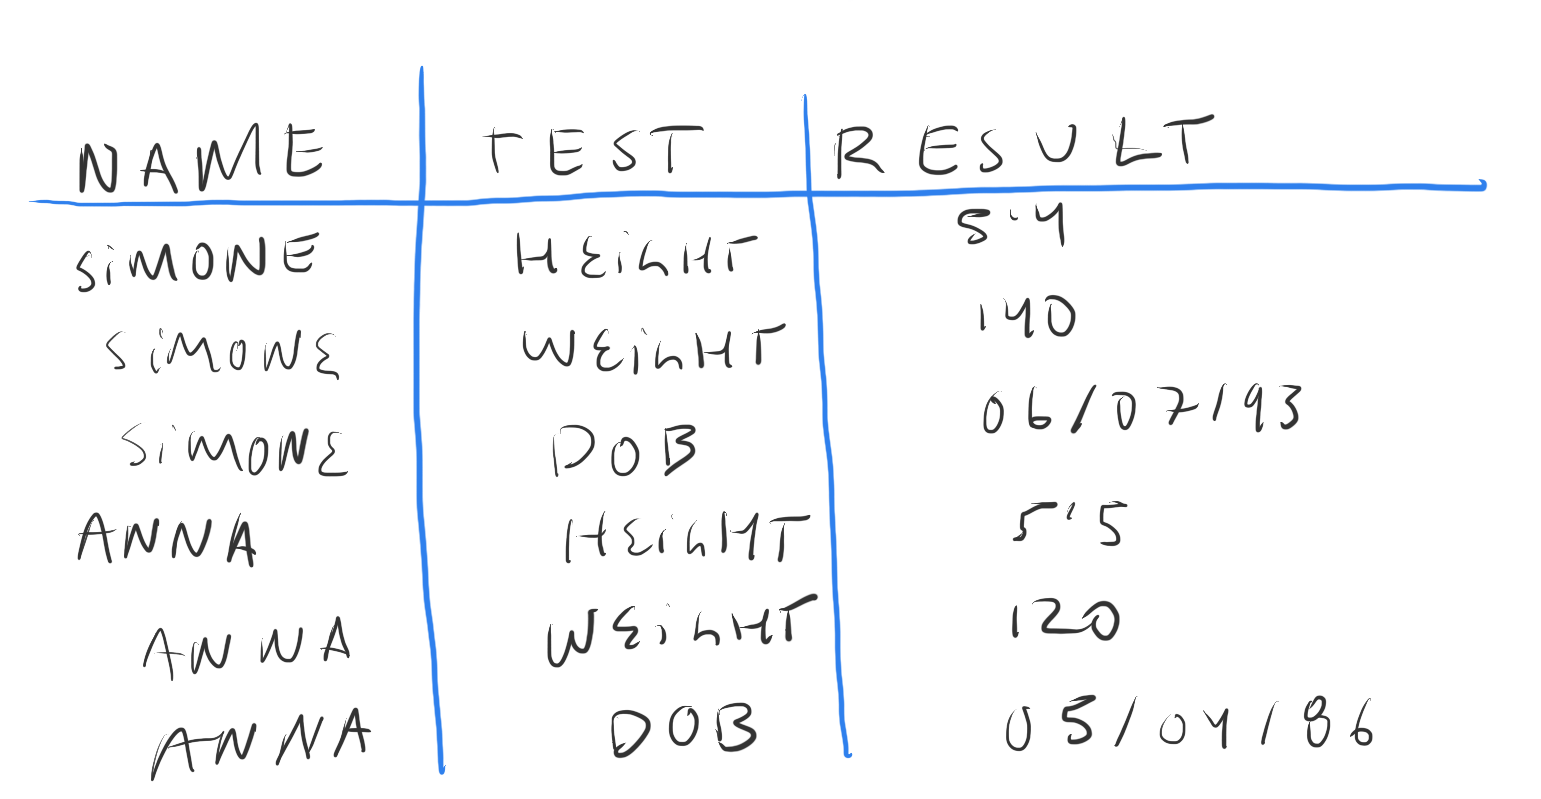 NAME TEST RESULT
SiMONE HEiGHT 5'4
SiMONE WEiGHT 140
SiMONE DOB 06/07/93
ANNA HEiGHT 5'5
ANNA WEiGHT 120
ANNA DOB 05/04/86